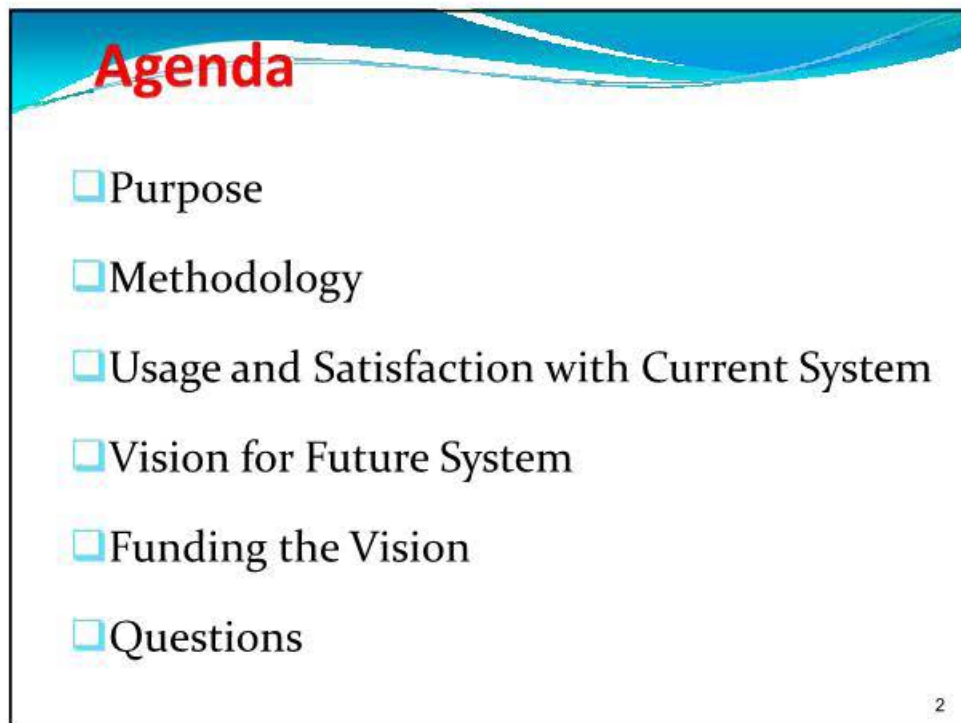 Agenda
❑Purpose
❑Methodology
❑Usage and Satisfaction with Current System
❑Vision for Future System
❑Funding the Vision
❑Questions
2